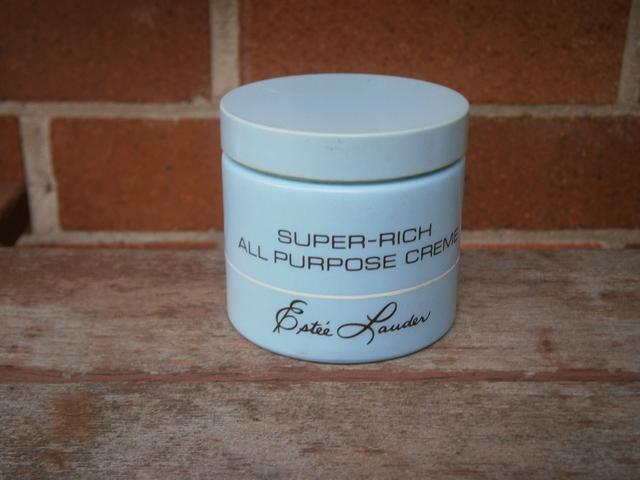 SUPER-RICH
ALL PURPOSE CREME
Estée Lauder